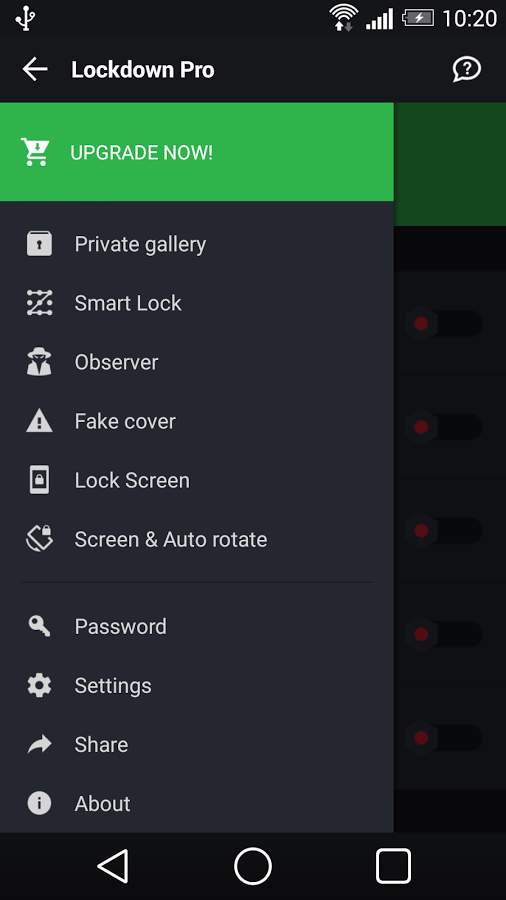 10:20
Lockdown Pro
UPGRADE NOW!
Private gallery
Smart Lock
Observer
Fake cover
Lock Screen
Screen & Auto rotate
Password
Settings
Share
About